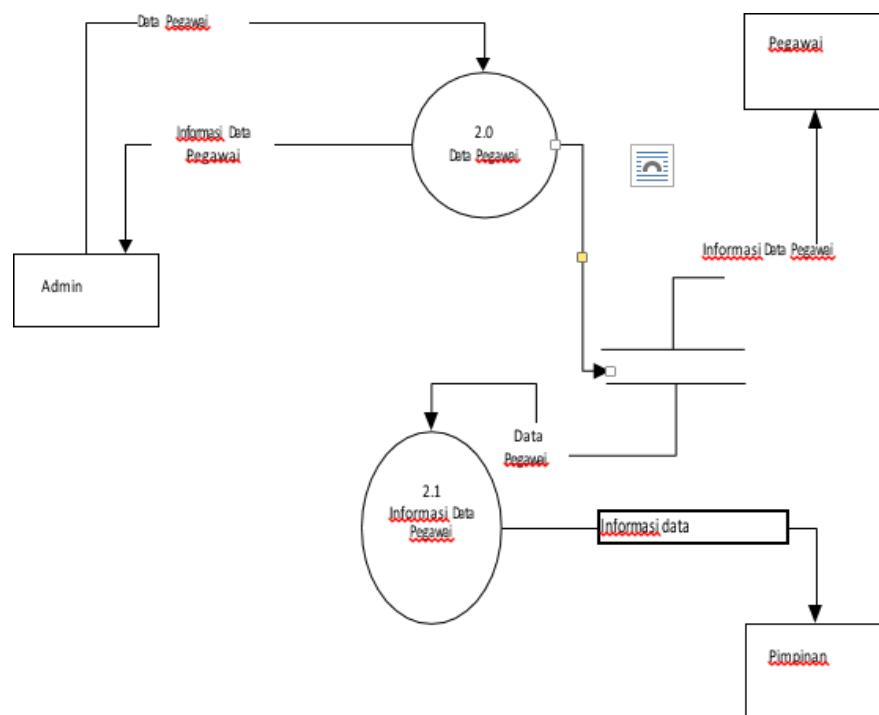 Data Pegawai
Pegawai
Informasi Data
Pegawai
2.0
Data Pegawai
Informasi Data Pegawai
Admin
Data
Pegawai
2.1
Informasi Data
Pegawai
Informasi data
Pimpinan